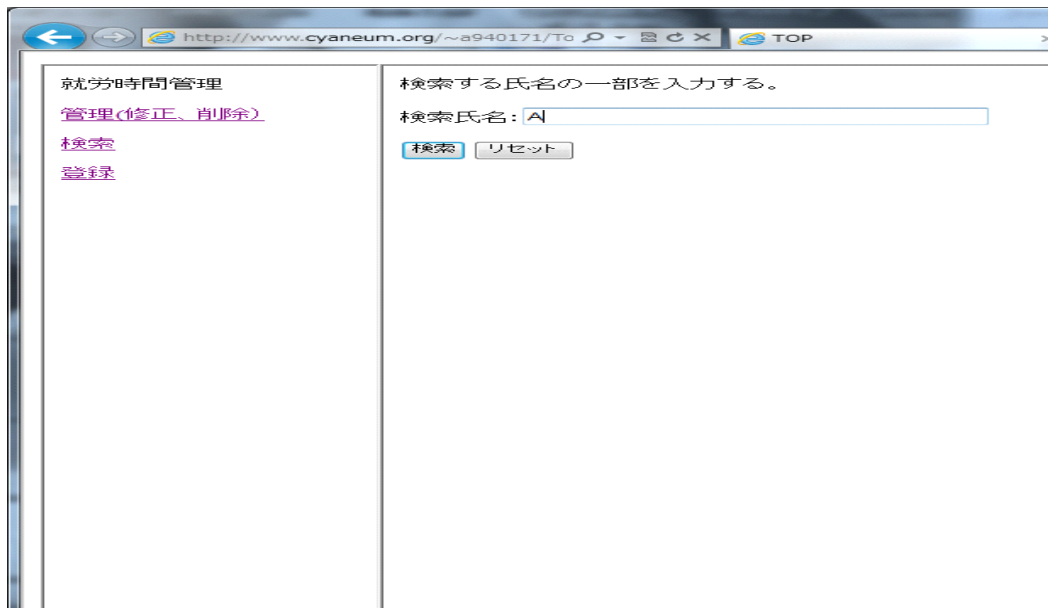 http://www.cyaneum.org/~a940171/To
TOP
就労時間管理
管理(修正、削除)
検索
登録
検索する氏名の一部を入力する。
検索氏名:A
検索 リセット